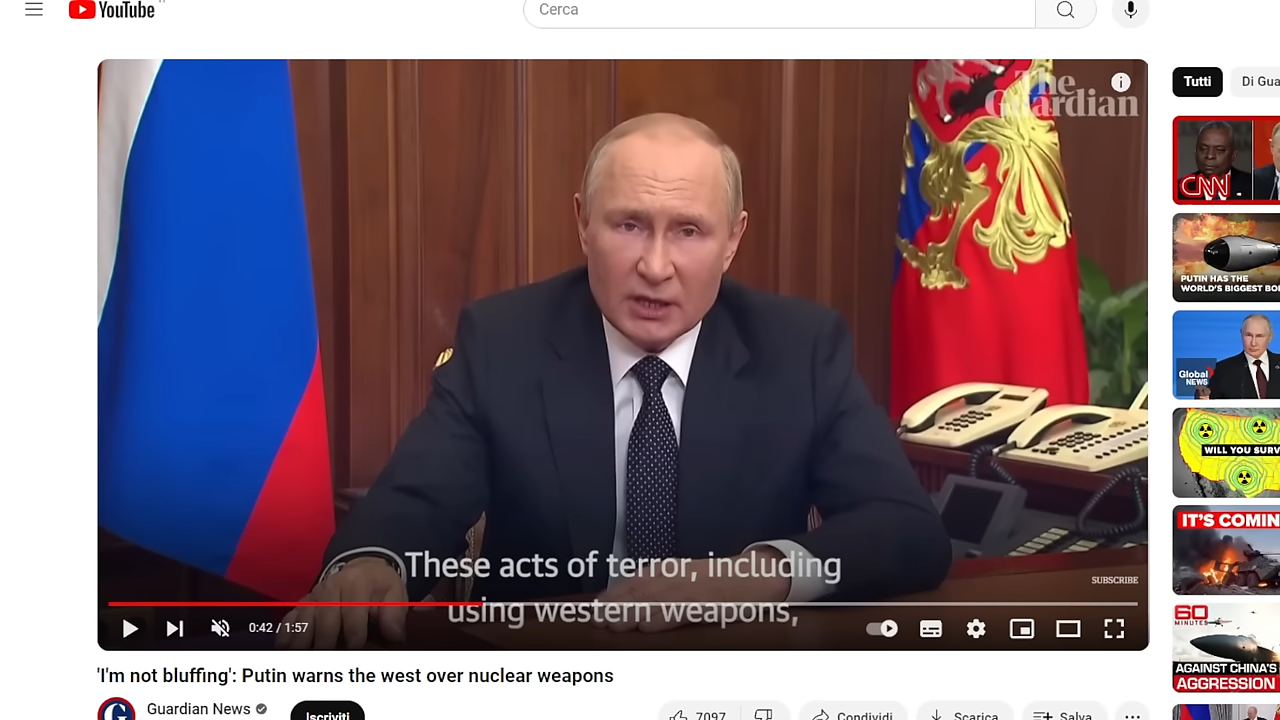 YouTube
Cerca
Tutti
Di Gua
The
Guardian
CNN
PUTIN HAS THE
WORLD'S BIGGEST BO
Global
NEWS
WILL YOU SURV
IT'S COMIN
60
MINUTES
AGAINST CHINA'S
AGGRESSION
These acts of terror, including
using western weapons,
SUBSCRIBE
0:42 / 1:57
'I'm not bluffing': Putin warns the west over nuclear weapons
Guardian News
Iscriviti
7097
Condividi
Scarica
Salva